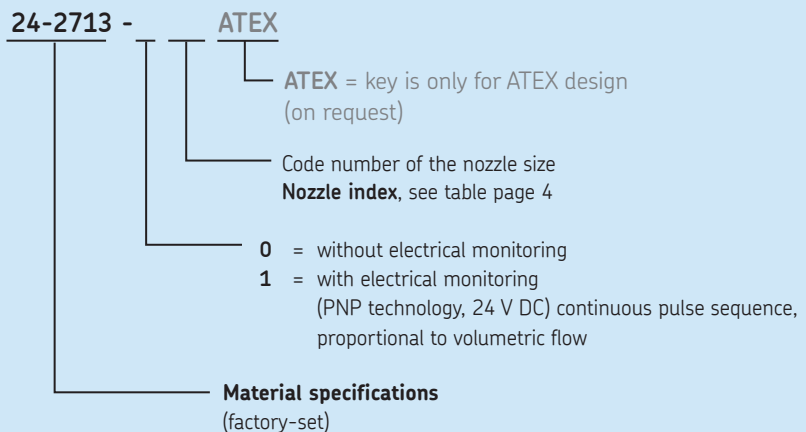 24-2713 - _ _ ATEX
ATEX = key is only for ATEX design
(on request)
Code number of the nozzle size
Nozzle index, see table page 4
0 = without electrical monitoring
1 = with electrical monitoring
(PNP technology, 24 V DC) continuous pulse sequence,
proportional to volumetric flow
Material specifications
(factory-set)